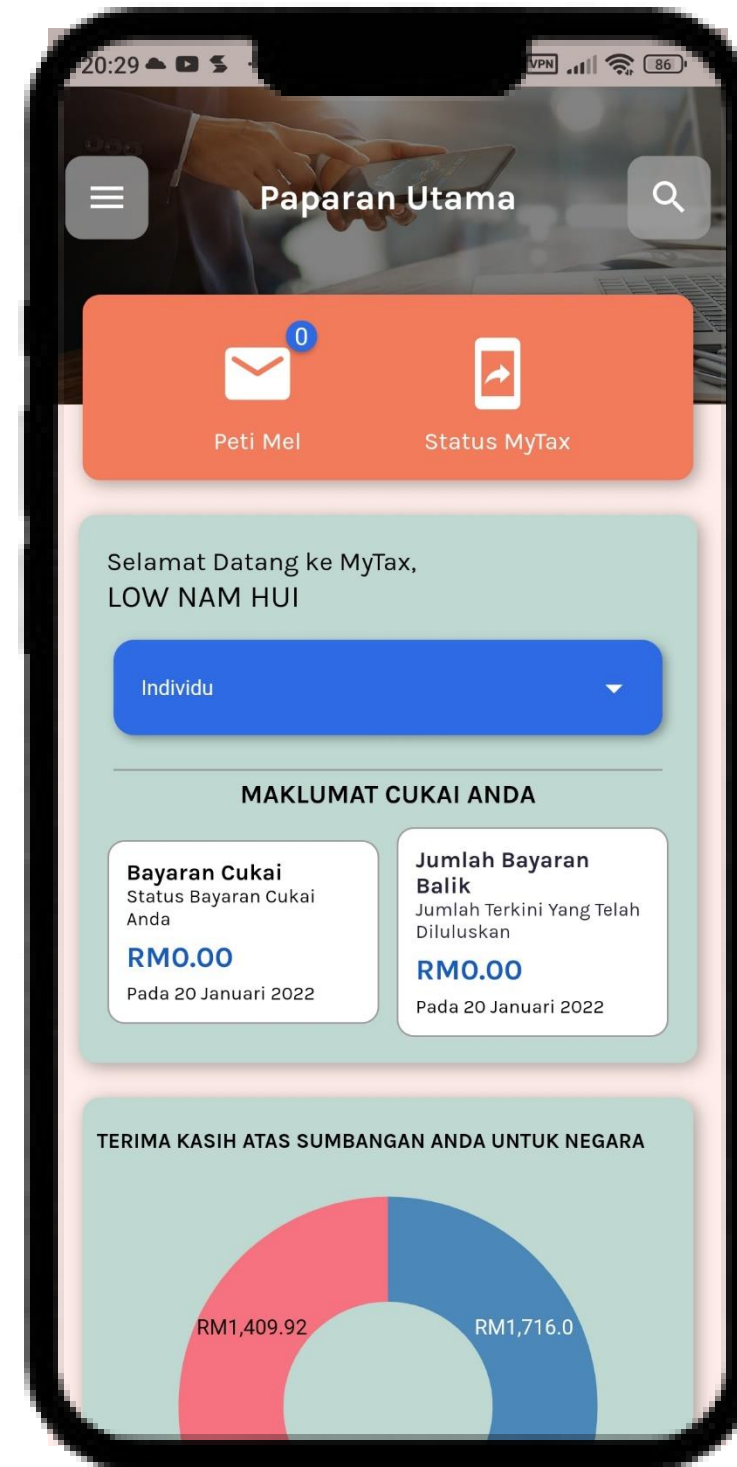 20:29
VPN
86
Paparan Utama
0
Peti Mel
Status MyTax
Selamat Datang ke MyTax,
LOW NAM HUI
Individu
MAKLUMAT CUKAI ANDA
Bayaran Cukai
Status Bayaran Cukai
Anda
RM0.00
Pada 20 Januari 2022
Jumlah Bayaran
Balik
Jumlah Terkini Yang Telah
Diluluskan
RM0.00
Pada 20 Januari 2022
TERIMA KASIH ATAS SUMBANGAN ANDA UNTUK NEGARA
RM1,409.92
RM1,716.0